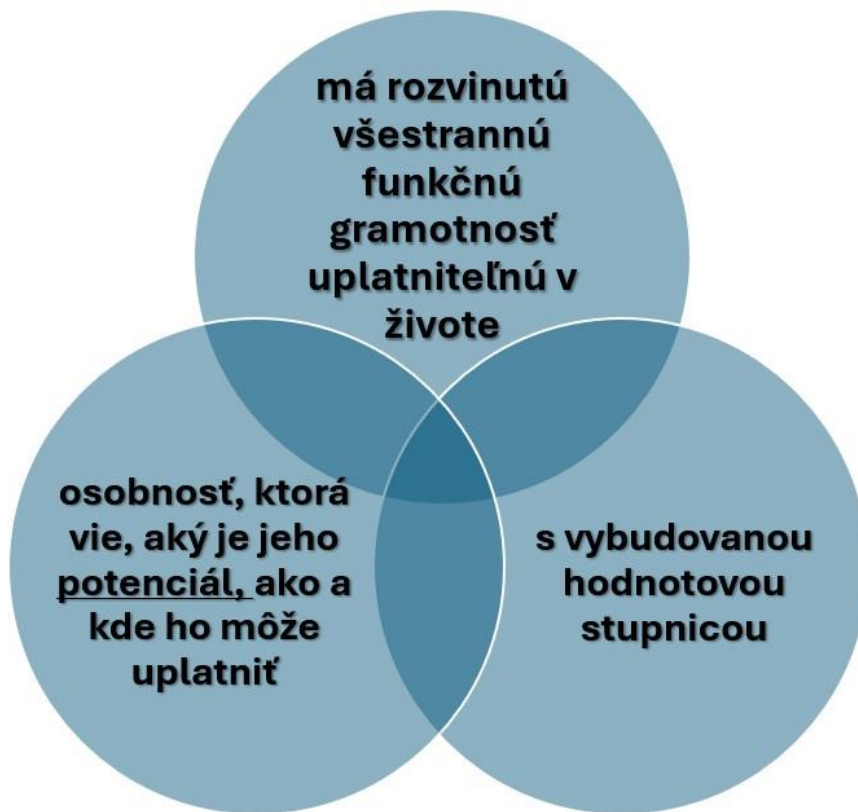 má rozvinutú
všestrannú
funkčnú
gramotnosť
uplatniteľnú v
živote
osobnosť, ktorá
vie, aký je jeho
potenciál, ako a
kde ho môže
uplatniť
s vybudovanou
hodnotovou
stupnicou